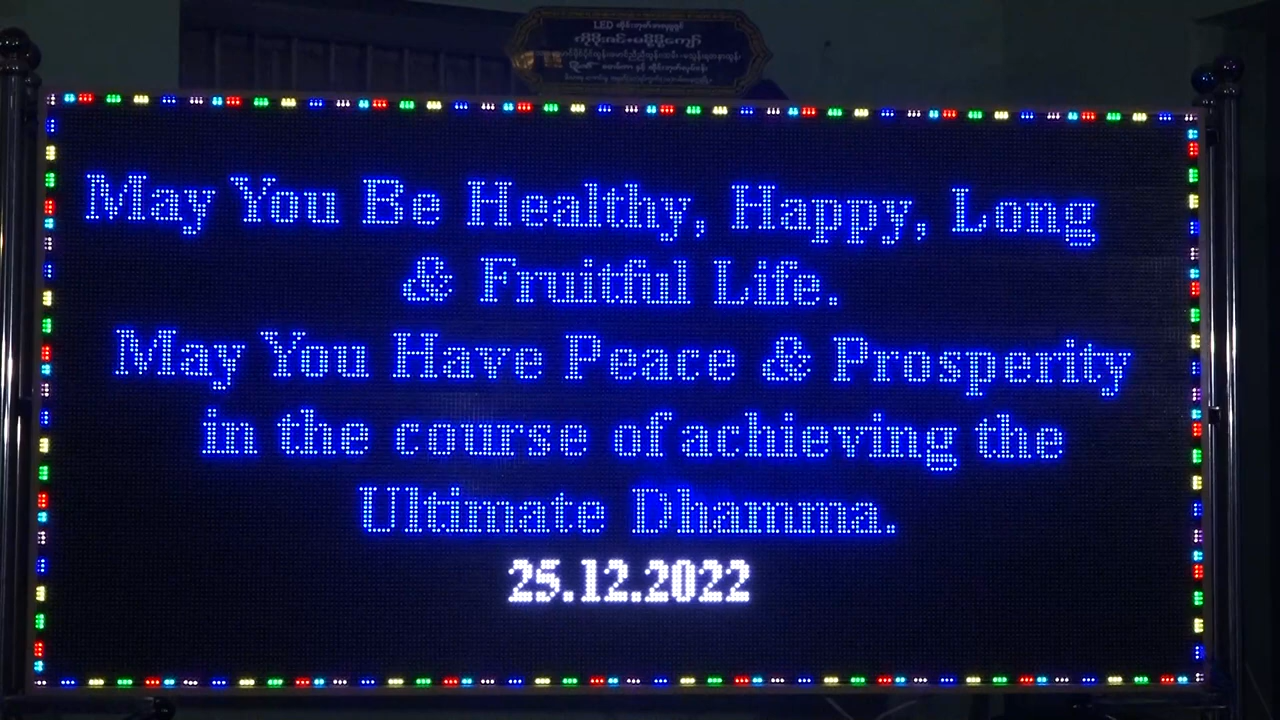 LED
May You Be Healthy, Happy, Long
& Fruitful Life.
May You Have Peace & Prosperity
in the course of achieving the
Ultimate Dhamma.
25.12.2022